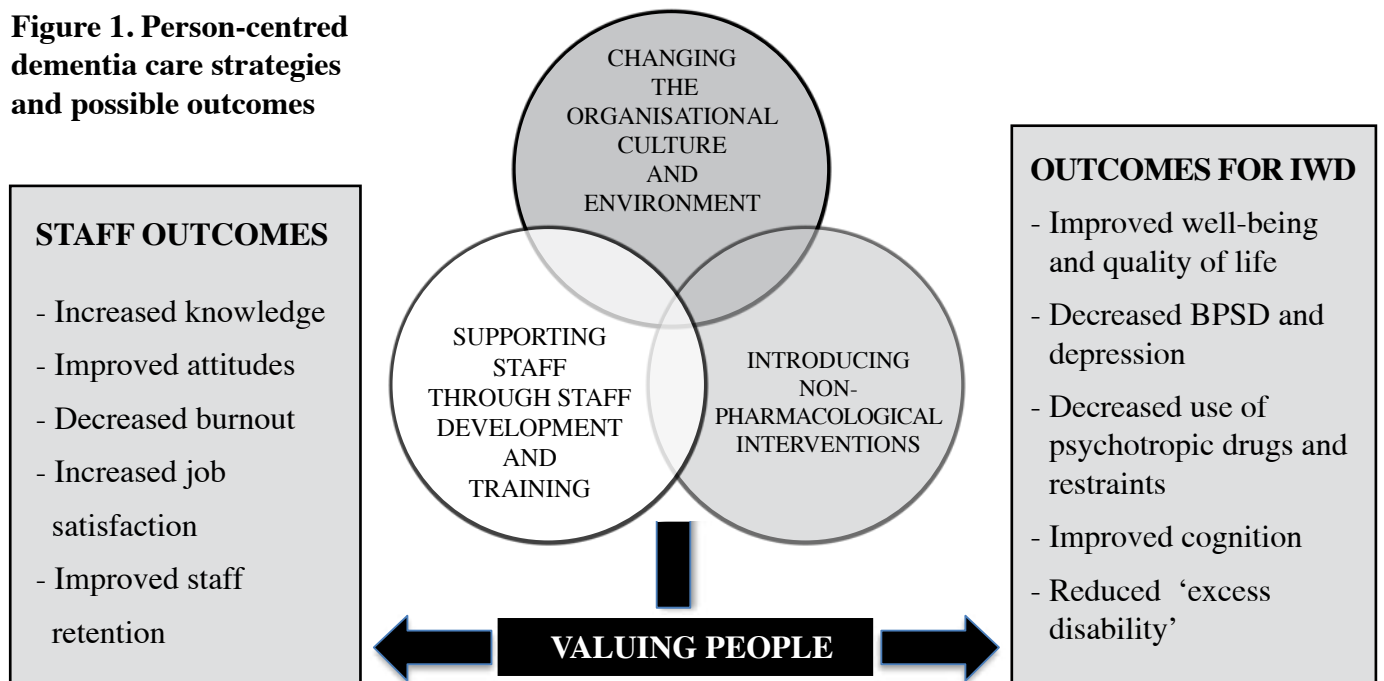 Figure 1. Person-centred
dementia care strategies
and possible outcomes
CHANGING
THE
ORGANISATIONAL
CULTURE
AND
ENVIRONMENT
SUPPORTING
STAFF
THROUGH STAFF
DEVELOPMENT
AND
TRAINING
INTRODUCING
NON-
PHARMACOLOGICAL
INTERVENTIONS
STAFF OUTCOMES
- Increased knowledge
- Improved attitudes
- Decreased burnout
- Increased job
satisfaction
- Improved staff
retention
VALUING PEOPLE
OUTCOMES FOR IWD
- Improved well-being
and quality of life
- Decreased BPSD and
depression
- Decreased use of
psychotropic drugs and
restraints
- Improved cognition
- Reduced ‘excess
disability’